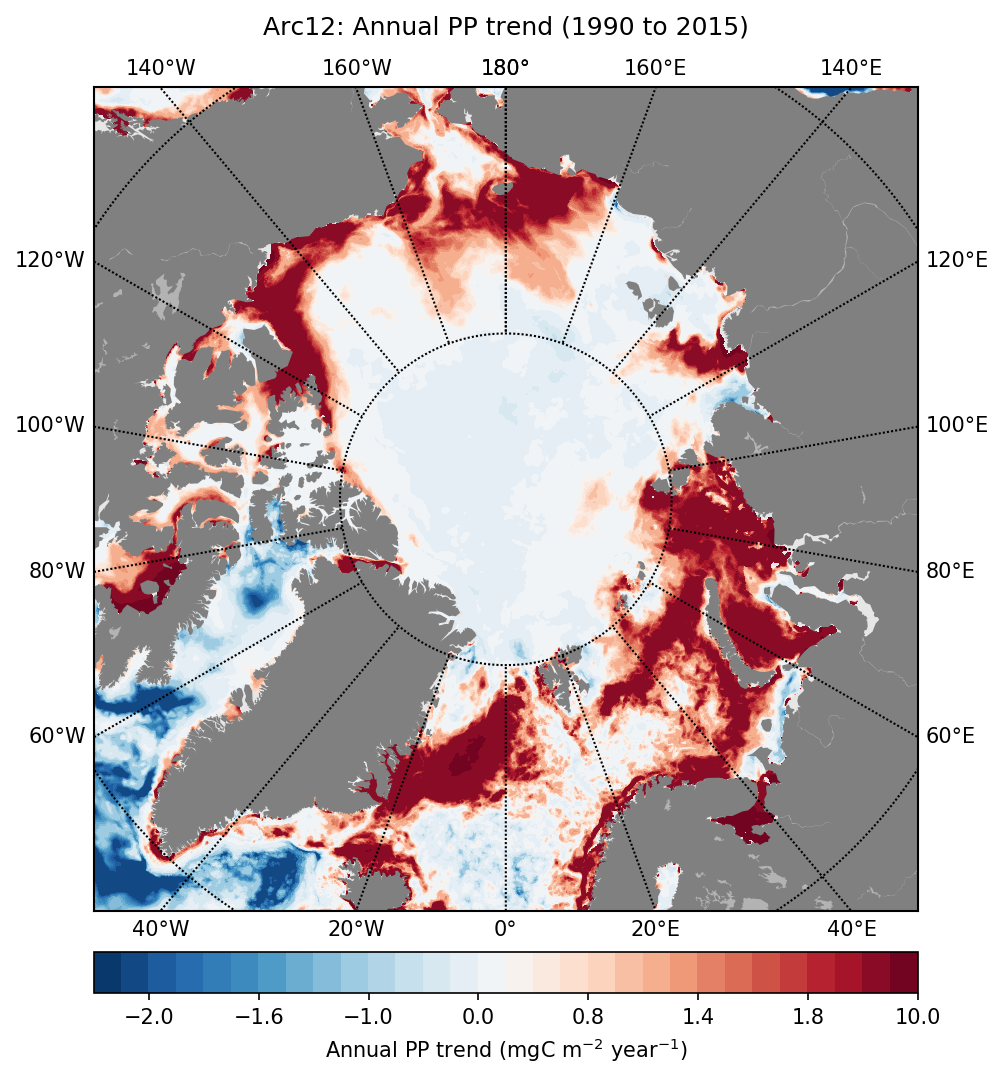 Arc12: Annual PP trend (1990 to 2015)
140°W 160°W 180° 160°E 140°E
120°W 120°E
100°W 100°E
80°W 80°E
60°W 60°E
40°W 20°W 0° 20°E 40°E
−2.0 −1.6 −1.0 0.0 0.8 1.4 1.8 10.0
Annual PP trend (mgC m⁻² year⁻¹)